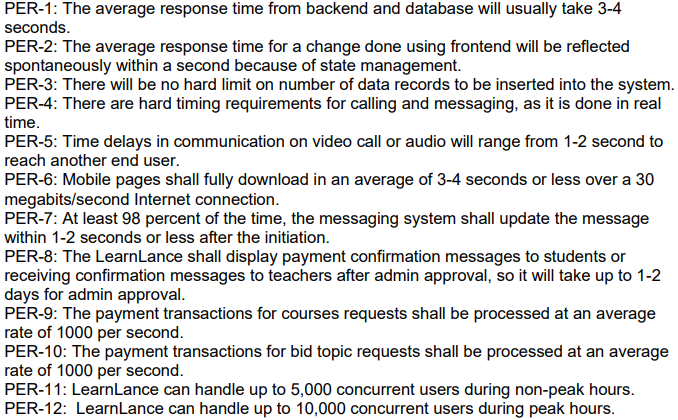 PER-1: The average response time from backend and database will usually take 3-4
seconds.
PER-2: The average response time for a change done using frontend will be reflected
spontaneously within a second because of state management.
PER-3: There will be no hard limit on number of data records to be inserted into the system.
PER-4: There are hard timing requirements for calling and messaging, as it is done in real
time.
PER-5: Time delays in communication on video call or audio will range from 1-2 second to
reach another end user.
PER-6: Mobile pages shall fully download in an average of 3-4 seconds or less over a 30
megabits/second Internet connection.
PER-7: At least 98 percent of the time, the messaging system shall update the message
within 1-2 seconds or less after the initiation.
PER-8: The LearnLance shall display payment confirmation messages to students or
receiving confirmation messages to teachers after admin approval, so it will take up to 1-2
days for admin approval.
PER-9: The payment transactions for courses requests shall be processed at an average
rate of 1000 per second.
PER-10: The payment transactions for bid topic requests shall be processed at an average
rate of 1000 per second.
PER-11: LearnLance can handle up to 5,000 concurrent users during non-peak hours.
PER-12:  LearnLance can handle up to 10,000 concurrent users during peak hours.